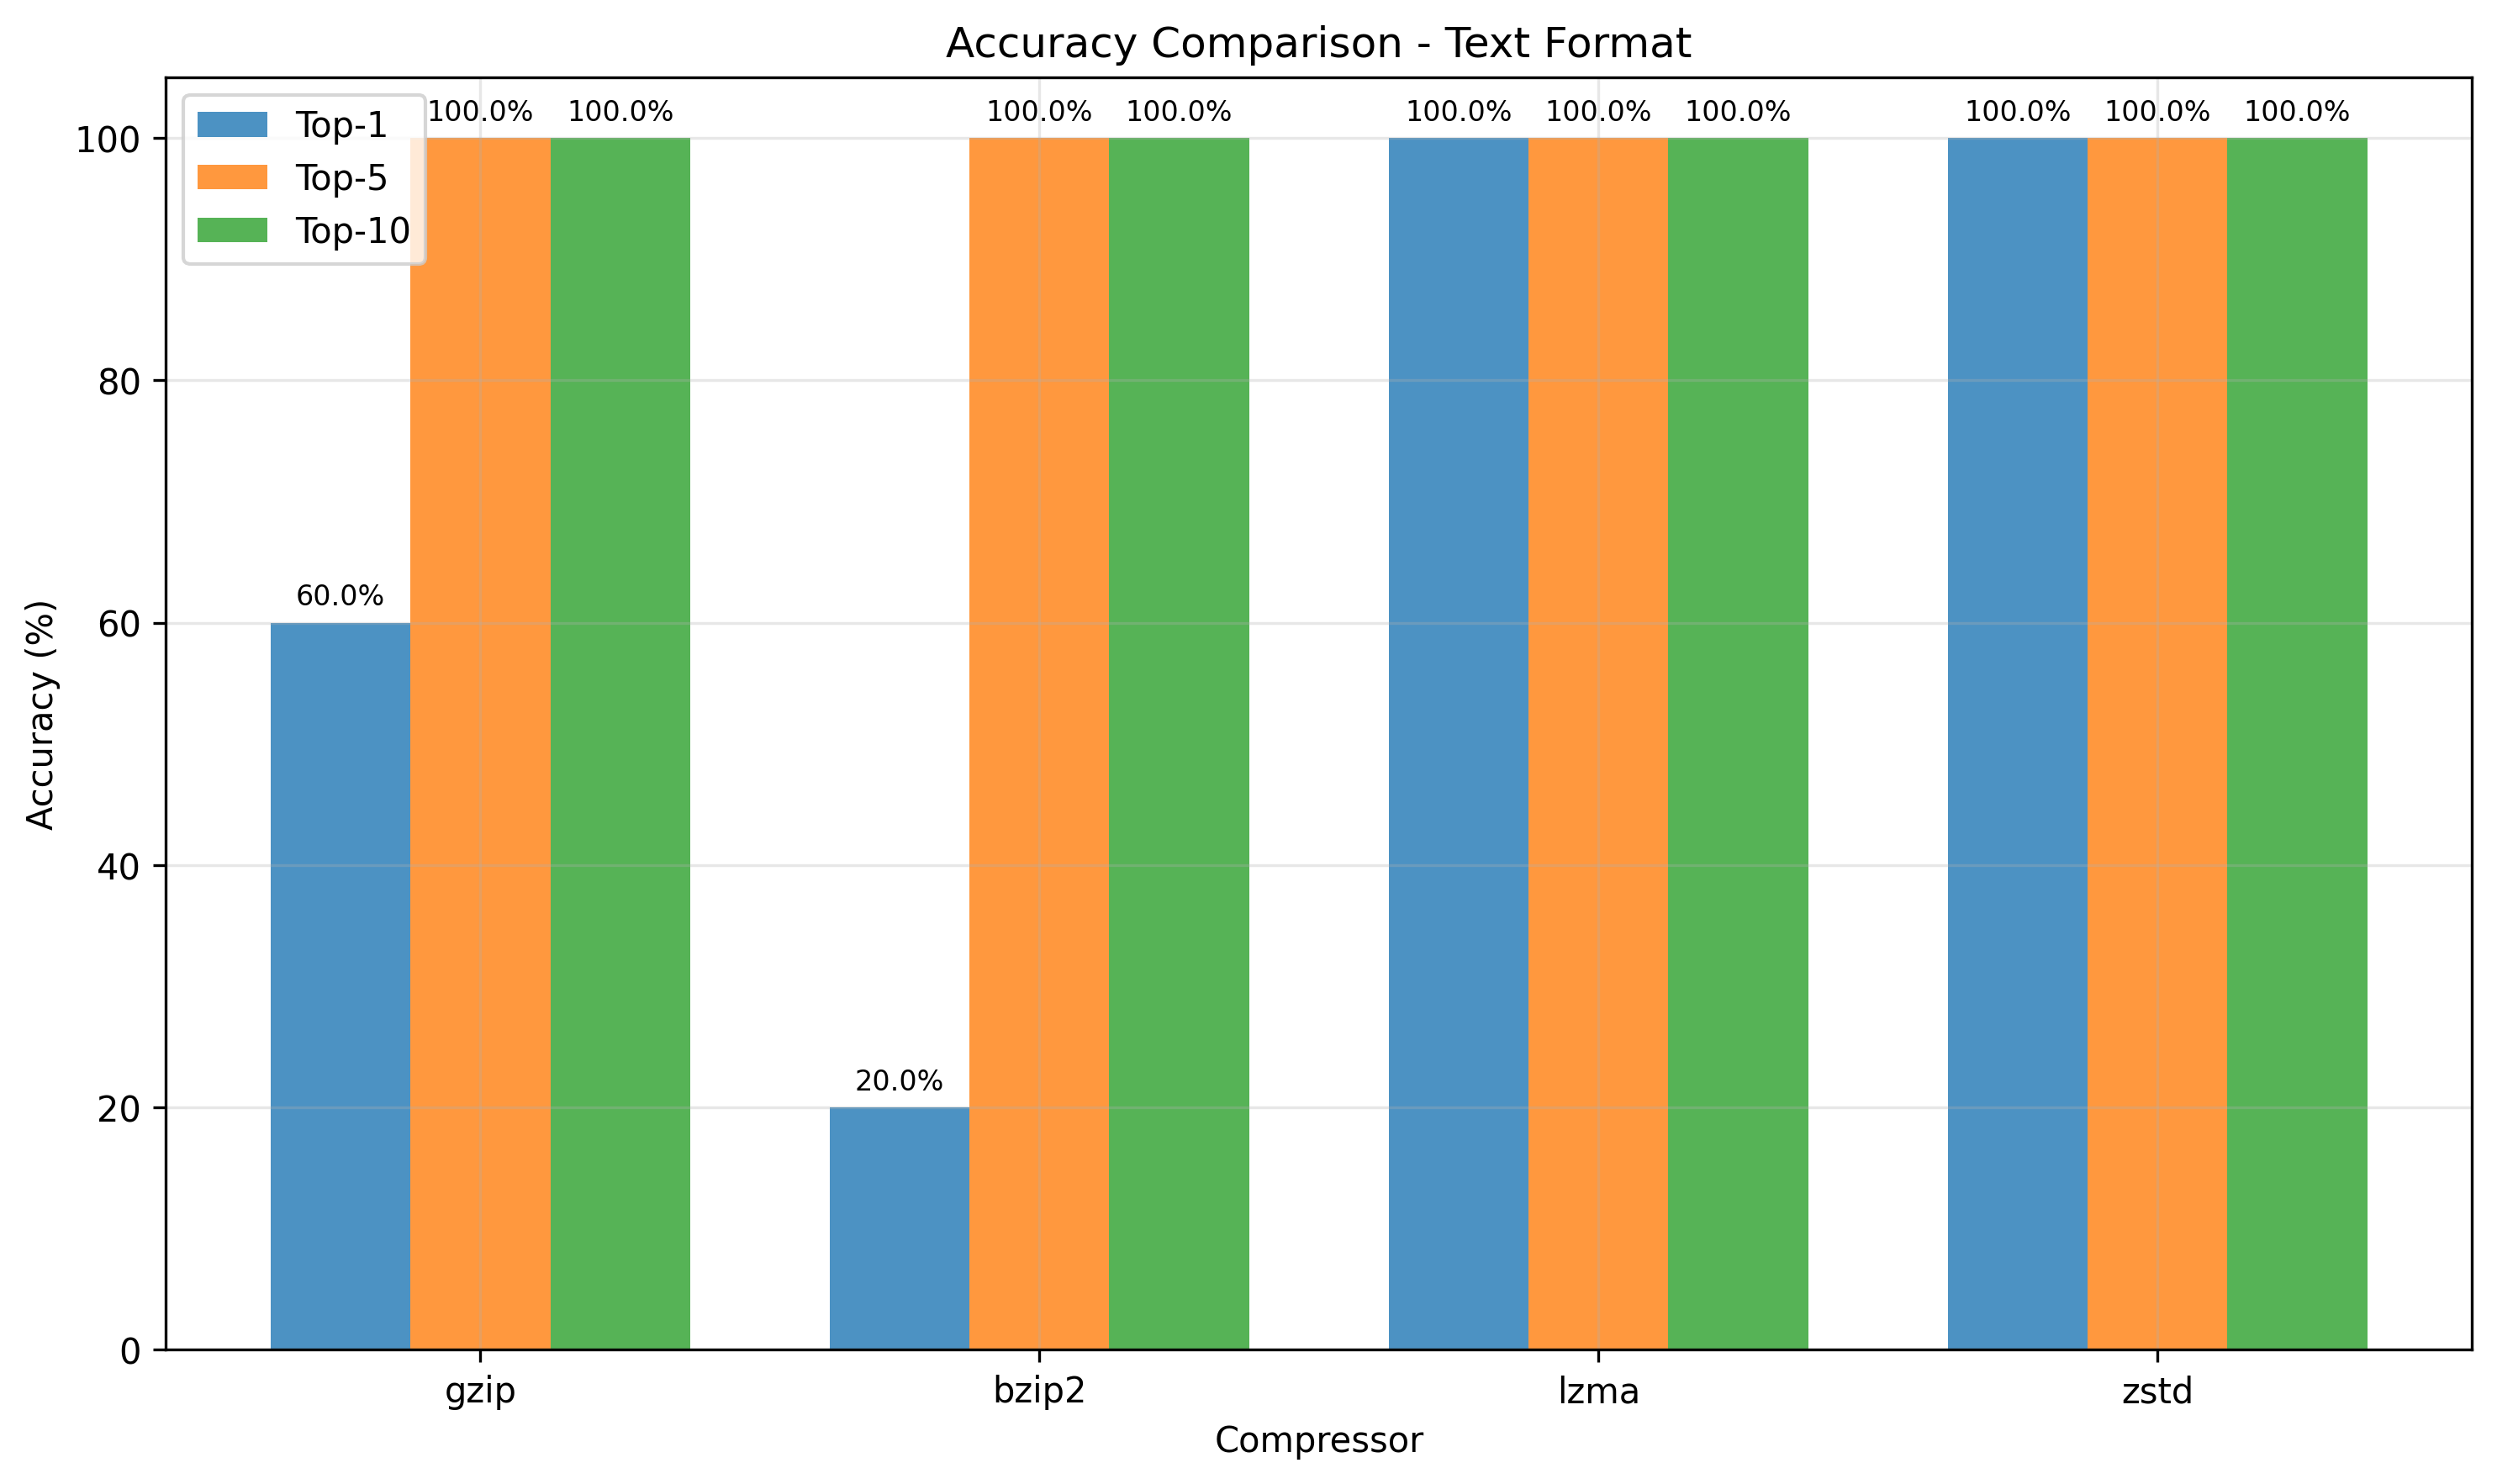 Accuracy Comparison - Text Format
Top-1
Top-5
Top-10
100.0% 100.0% 100.0% 100.0% 100.0% 100.0% 100.0% 100.0% 100.0% 100.0%
60.0%
20.0%
100
80
60
40
20
0
Accuracy (%)
gzip bzip2 lzma zstd
Compressor